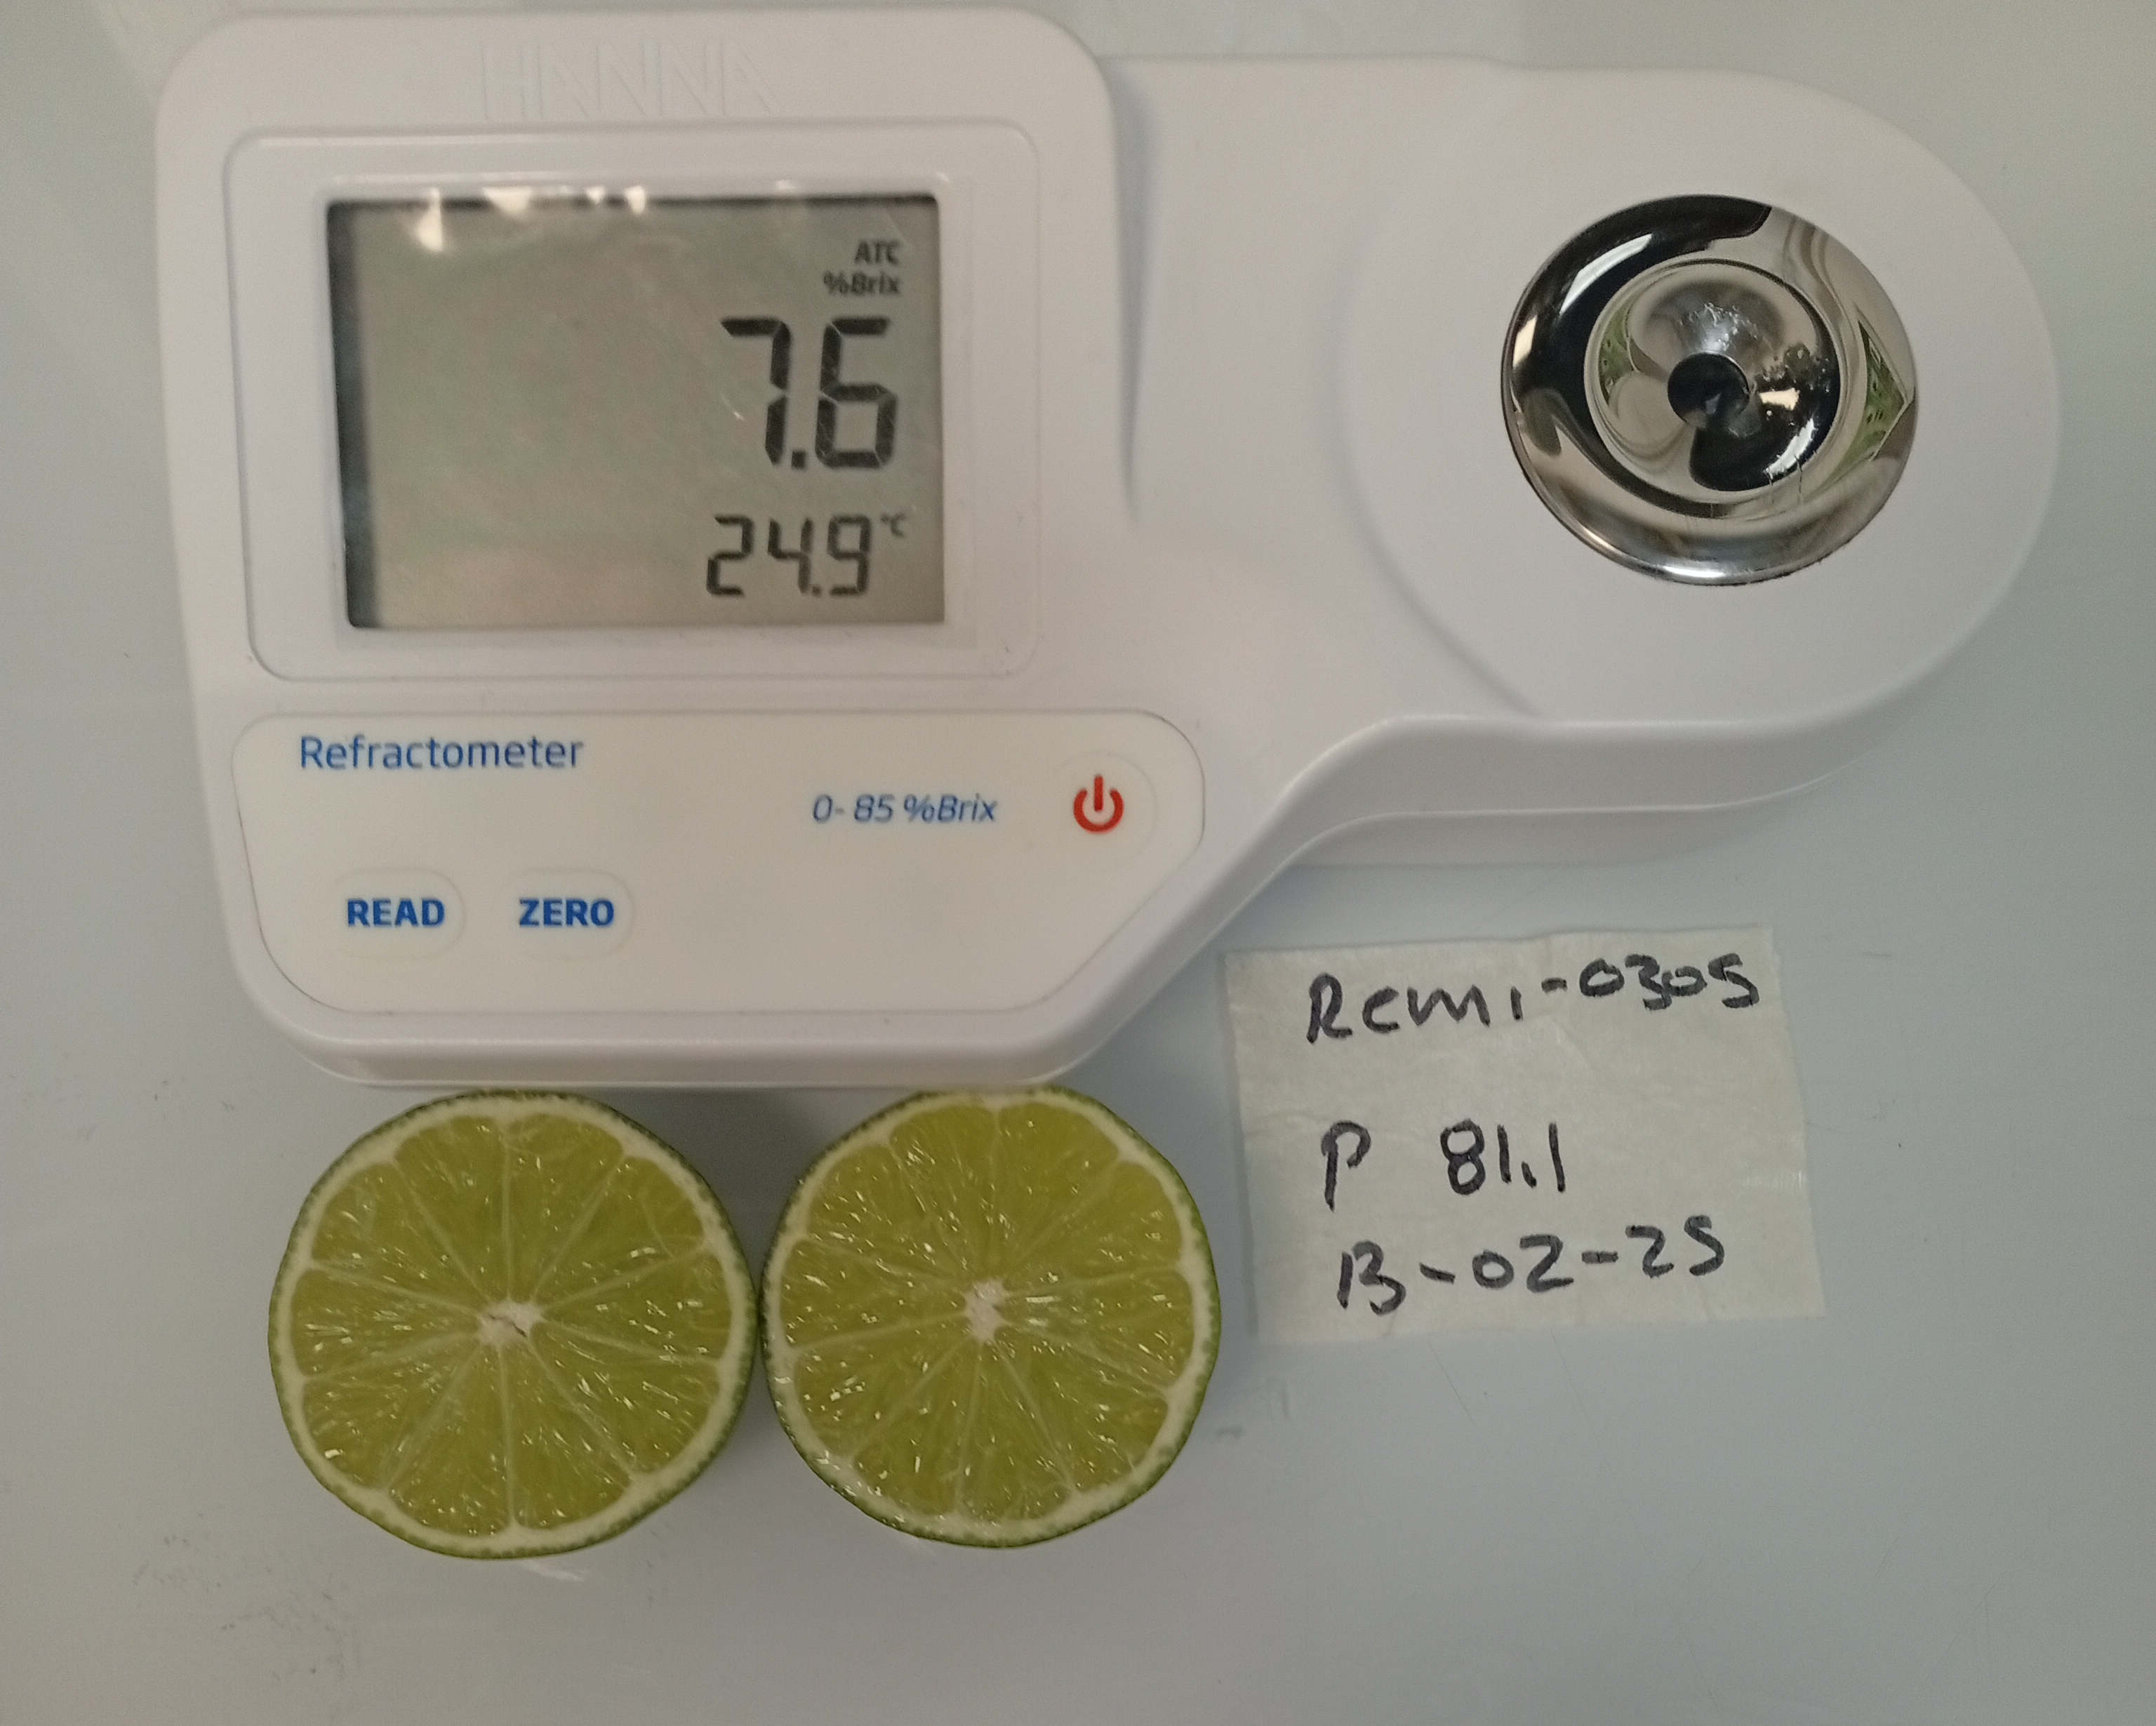 HANNA
ATC
%Brix
7.6
24.9 °C
Refractometer
0-85 %Brix
READ ZERO
Remi-0305
P 81.1
13-02-25